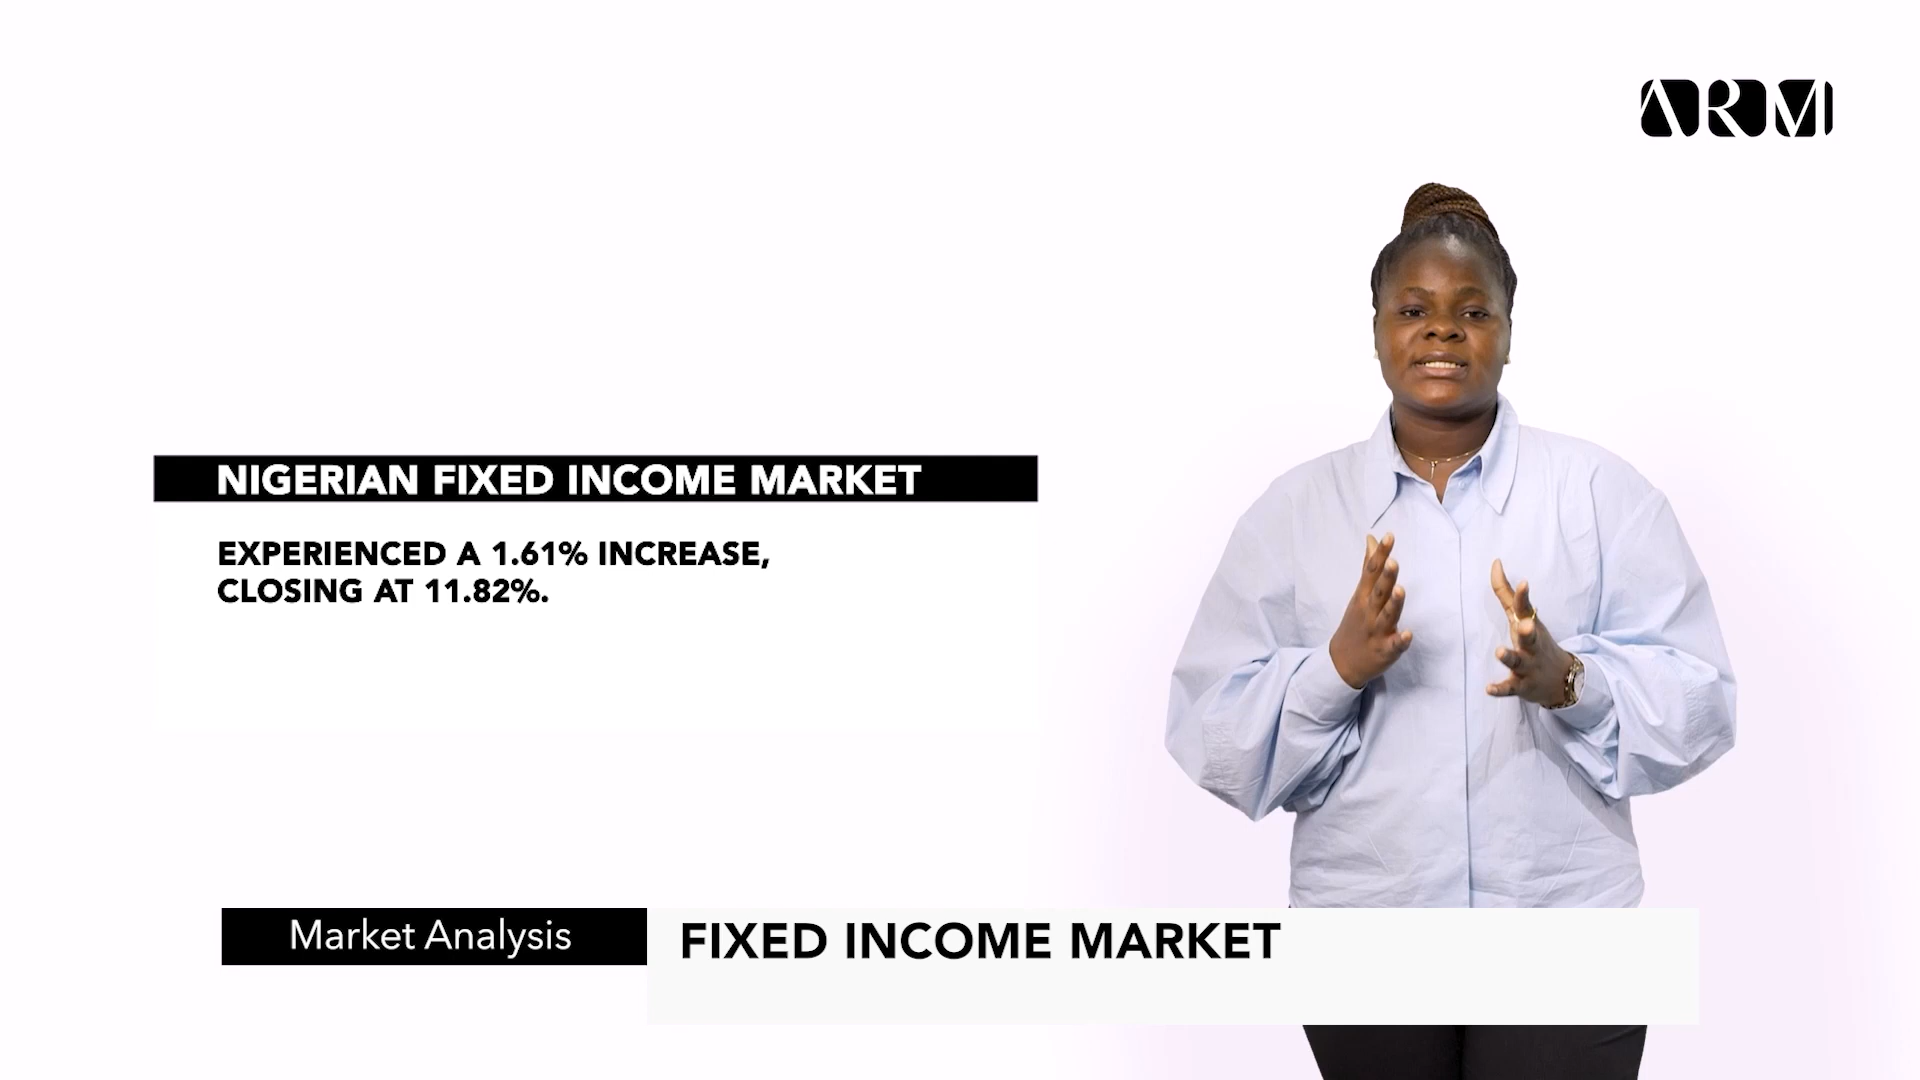 ARM
NIGERIAN FIXED INCOME MARKET
EXPERIENCED A 1.61% INCREASE,
CLOSING AT 11.82%.
Market Analysis
FIXED INCOME MARKET